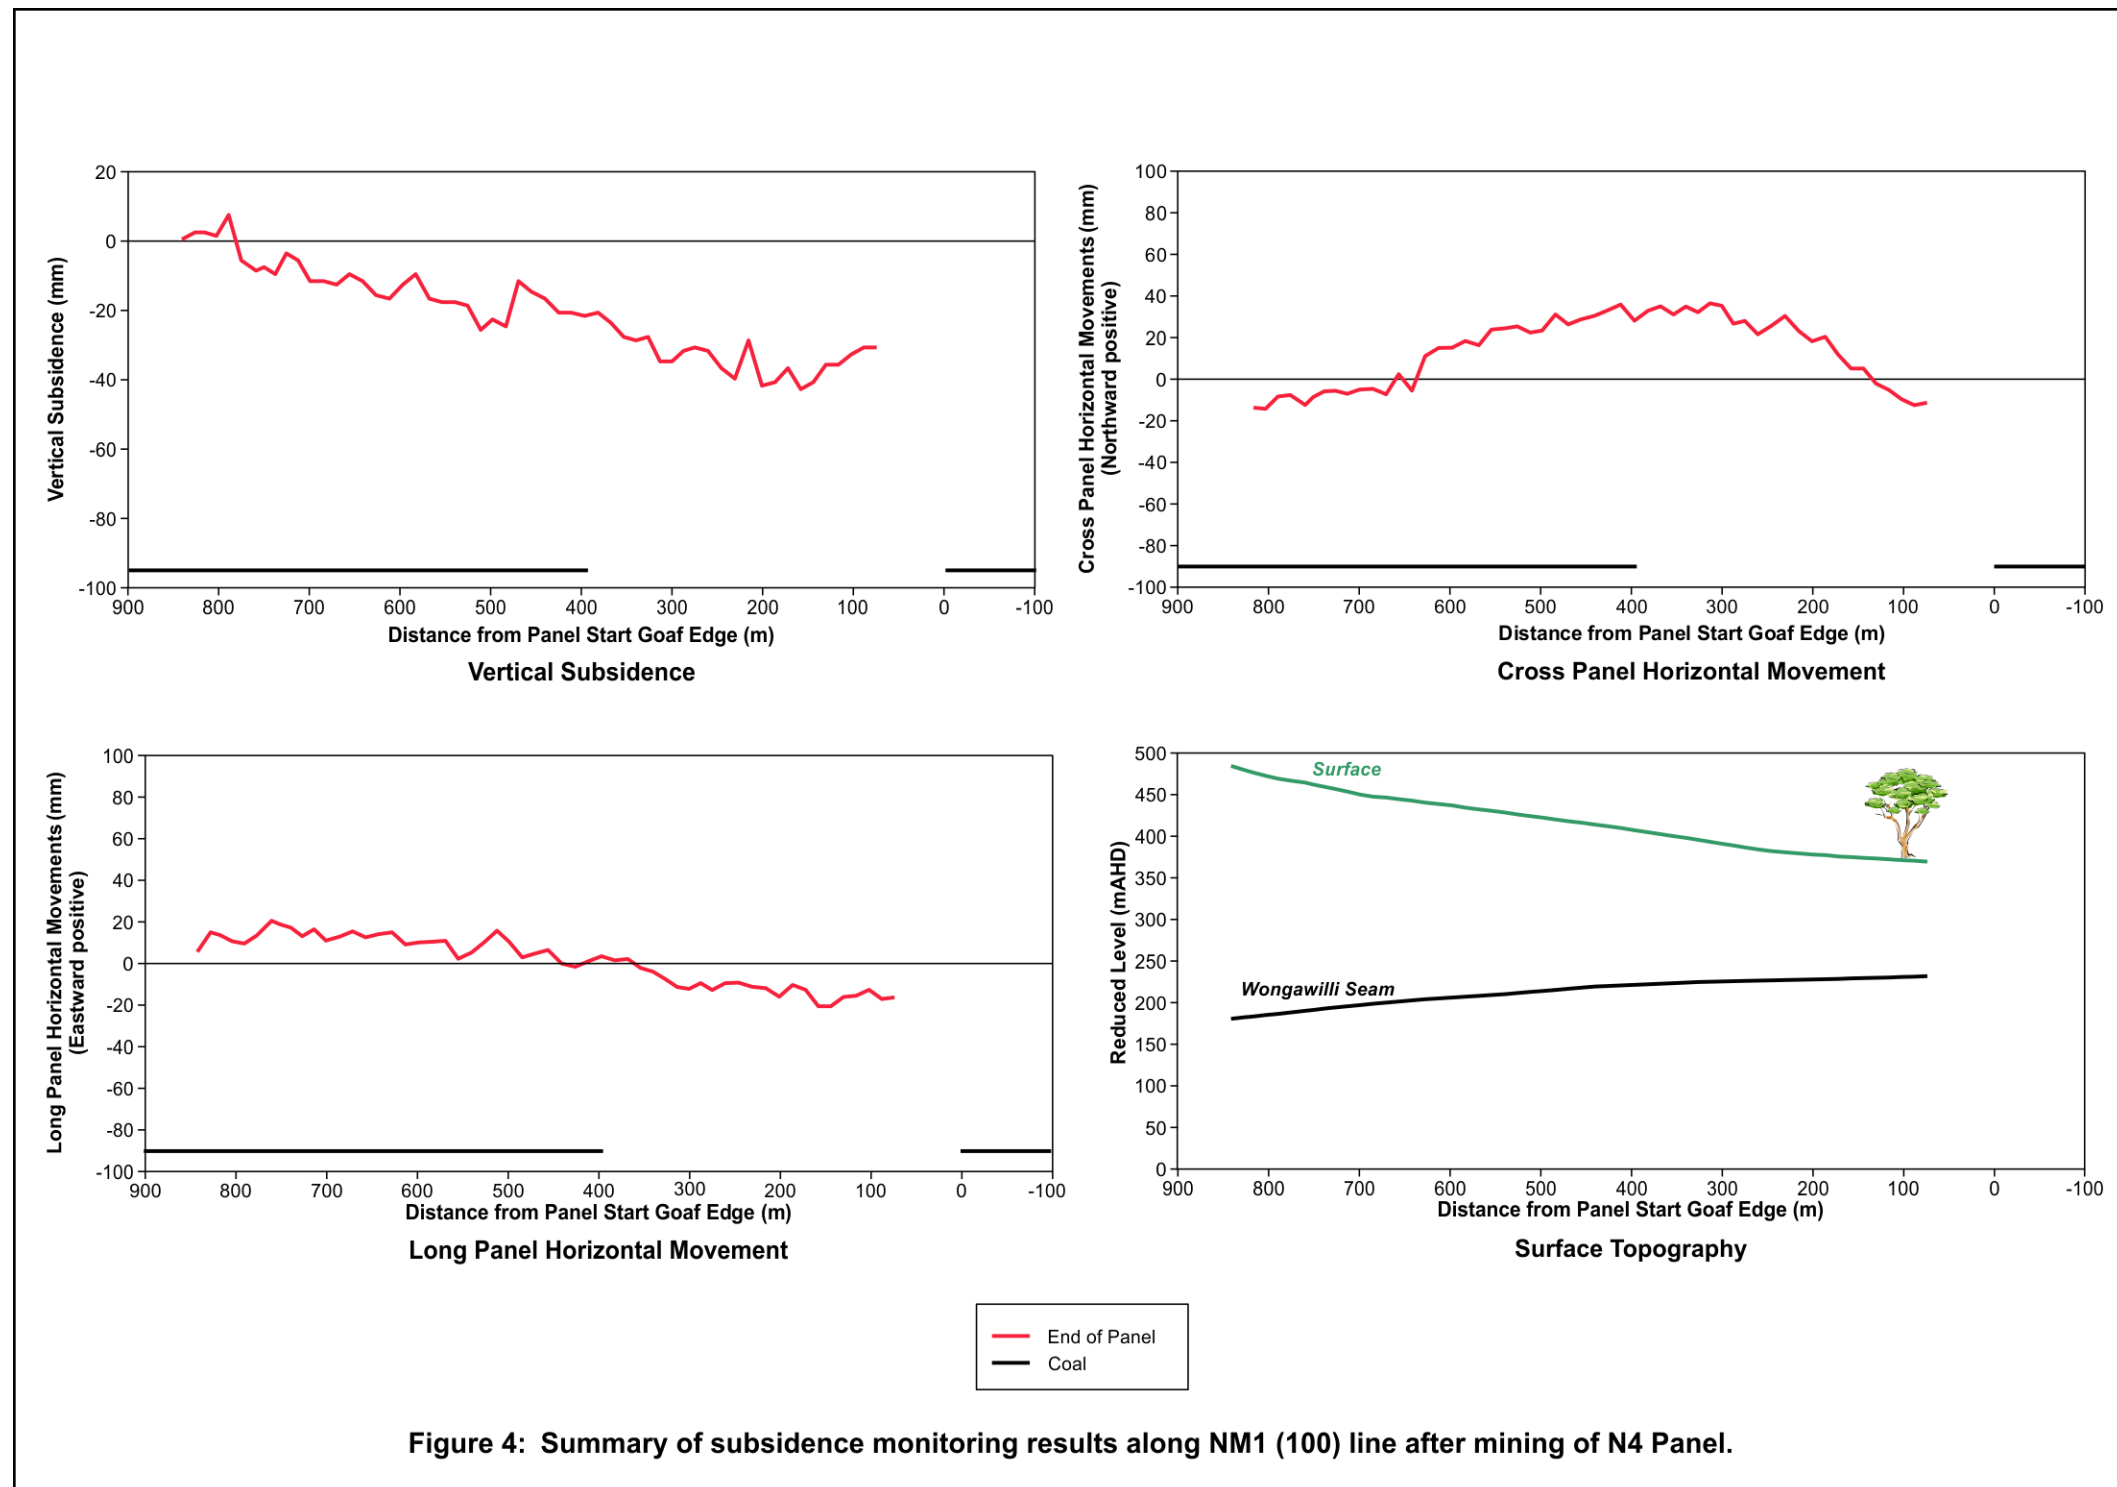 20
0
-20
-40
-60
-80
-100
Vertical Subsidence (mm)
900 800 700 600 500 400 300 200 100 0 -100
Distance from Panel Start Goaf Edge (m)
Vertical Subsidence
100
80
60
40
20
0
-20
-40
-60
-80
-100
Cross Panel Horizontal Movements (mm)
(Northward positive)
900 800 700 600 500 400 300 200 100 0 -100
Distance from Panel Start Goaf Edge (m)
Cross Panel Horizontal Movement
100
80
60
40
20
0
-20
-40
-60
-80
-100
Long Panel Horizontal Movements (mm)
(Eastward positive)
900 800 700 600 500 400 300 200 100 0 -100
Distance from Panel Start Goaf Edge (m)
Long Panel Horizontal Movement
500
450
400
350
300
250
200
150
100
50
0
Reduced Level (mAHD)
Surface
Wongawilli Seam
900 800 700 600 500 400 300 200 100 0 -100
Distance from Panel Start Goaf Edge (m)
Surface Topography
End of Panel
Coal
Figure 4: Summary of subsidence monitoring results along NM1 (100) line after mining of N4 Panel.